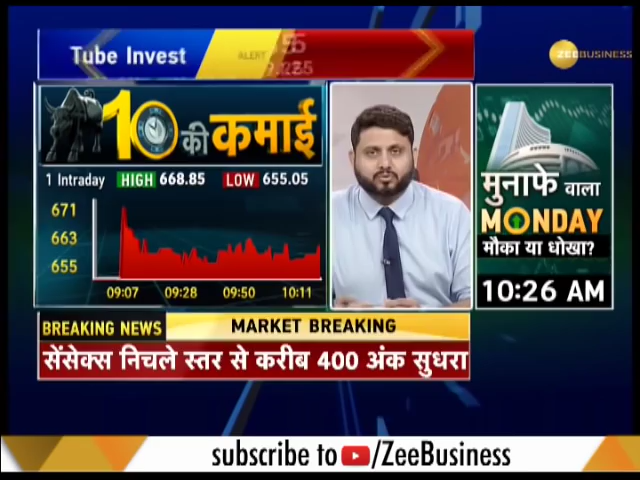 Tube Invest
ALERT
ZEEBUSINESS
10 की कमाई
1 Intraday HIGH 668.85 LOW 655.05
671
663
655
09:07 09:28 09:50 10:11
मुनाफे वाला
MONDAY
मौका या धोखा?
10:26 AM
BREAKING NEWS
MARKET BREAKING
सेंसेक्स निचले स्तर से करीब 400 अंक सुधरा
subscribe to /ZeeBusiness